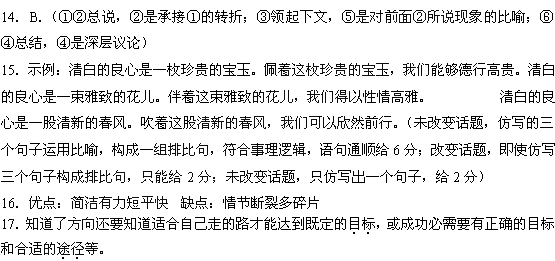 14. B.（①②总说，②是承接①的转折；③领起下文，⑤是对前面②所说现象的比喻；⑥
④总结，④是深层议论）
15. 示例：清白的良心是一枚珍贵的宝玉。佩着这枚珍贵的宝玉，我们能够德行高贵。清白
的良心是一束雅致的花儿。伴着这束雅致的花儿，我们得以性情高雅。 清白的良
心是一股清新的春风。吹着这股清新的春风，我们可以欣然前行。（未改变话题，仿写的三
个句子运用比喻，构成一组排比句，符合事理逻辑，语句通顺给 6 分；改变话题，即使仿写
三个句子构成排比句，只能给 2 分；未改变话题，只仿写出一个句子，给 2 分）
16. 优点：简洁有力短平快 缺点：情节断裂多碎片
17. 知道了方向还要知道适合自己走的路才能达到既定的目标，或成功必需要有正确的目标
和合适的途径等。